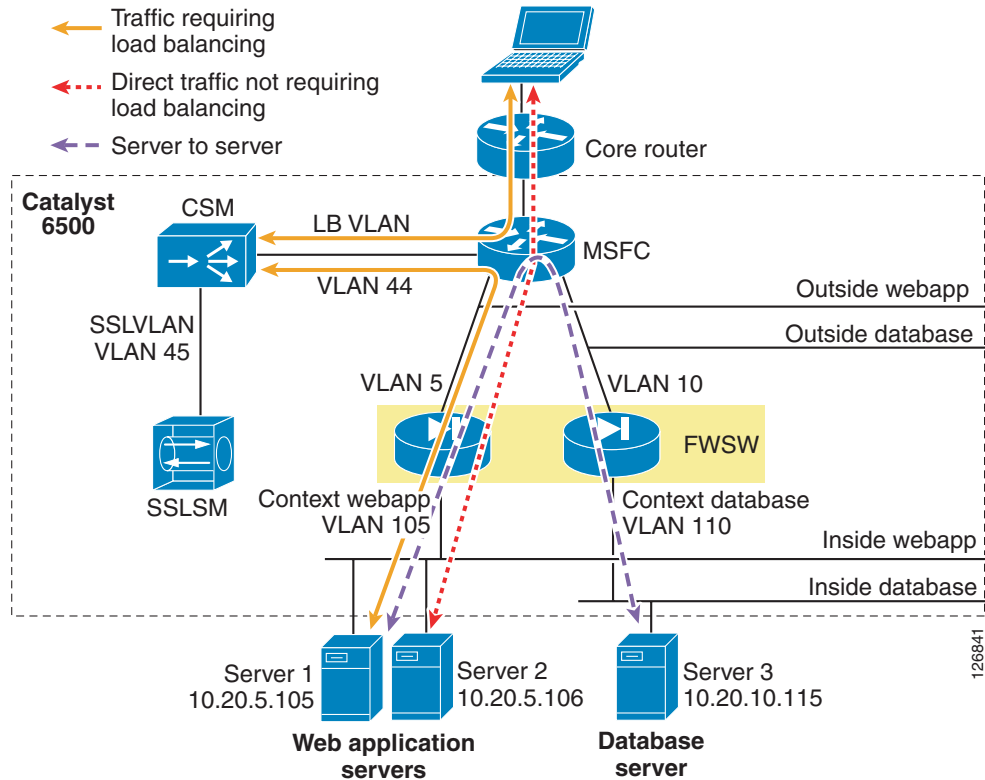 Traffic requiring
load balancing
Direct traffic not requiring
load balancing
Server to server
Core router
Catalyst
6500
CSM
LB VLAN
MSFC
VLAN 44
Outside webapp
SSLVLAN
VLAN 45
Outside database
VLAN 5
VLAN 10
FWSW
SSLSM
Context webapp
VLAN 105
Context database
VLAN 110
Inside webapp
Inside database
Server 1
10.20.5.105
Server 2
10.20.5.106
Server 3
10.20.10.115
Web application
servers
Database
server
126841